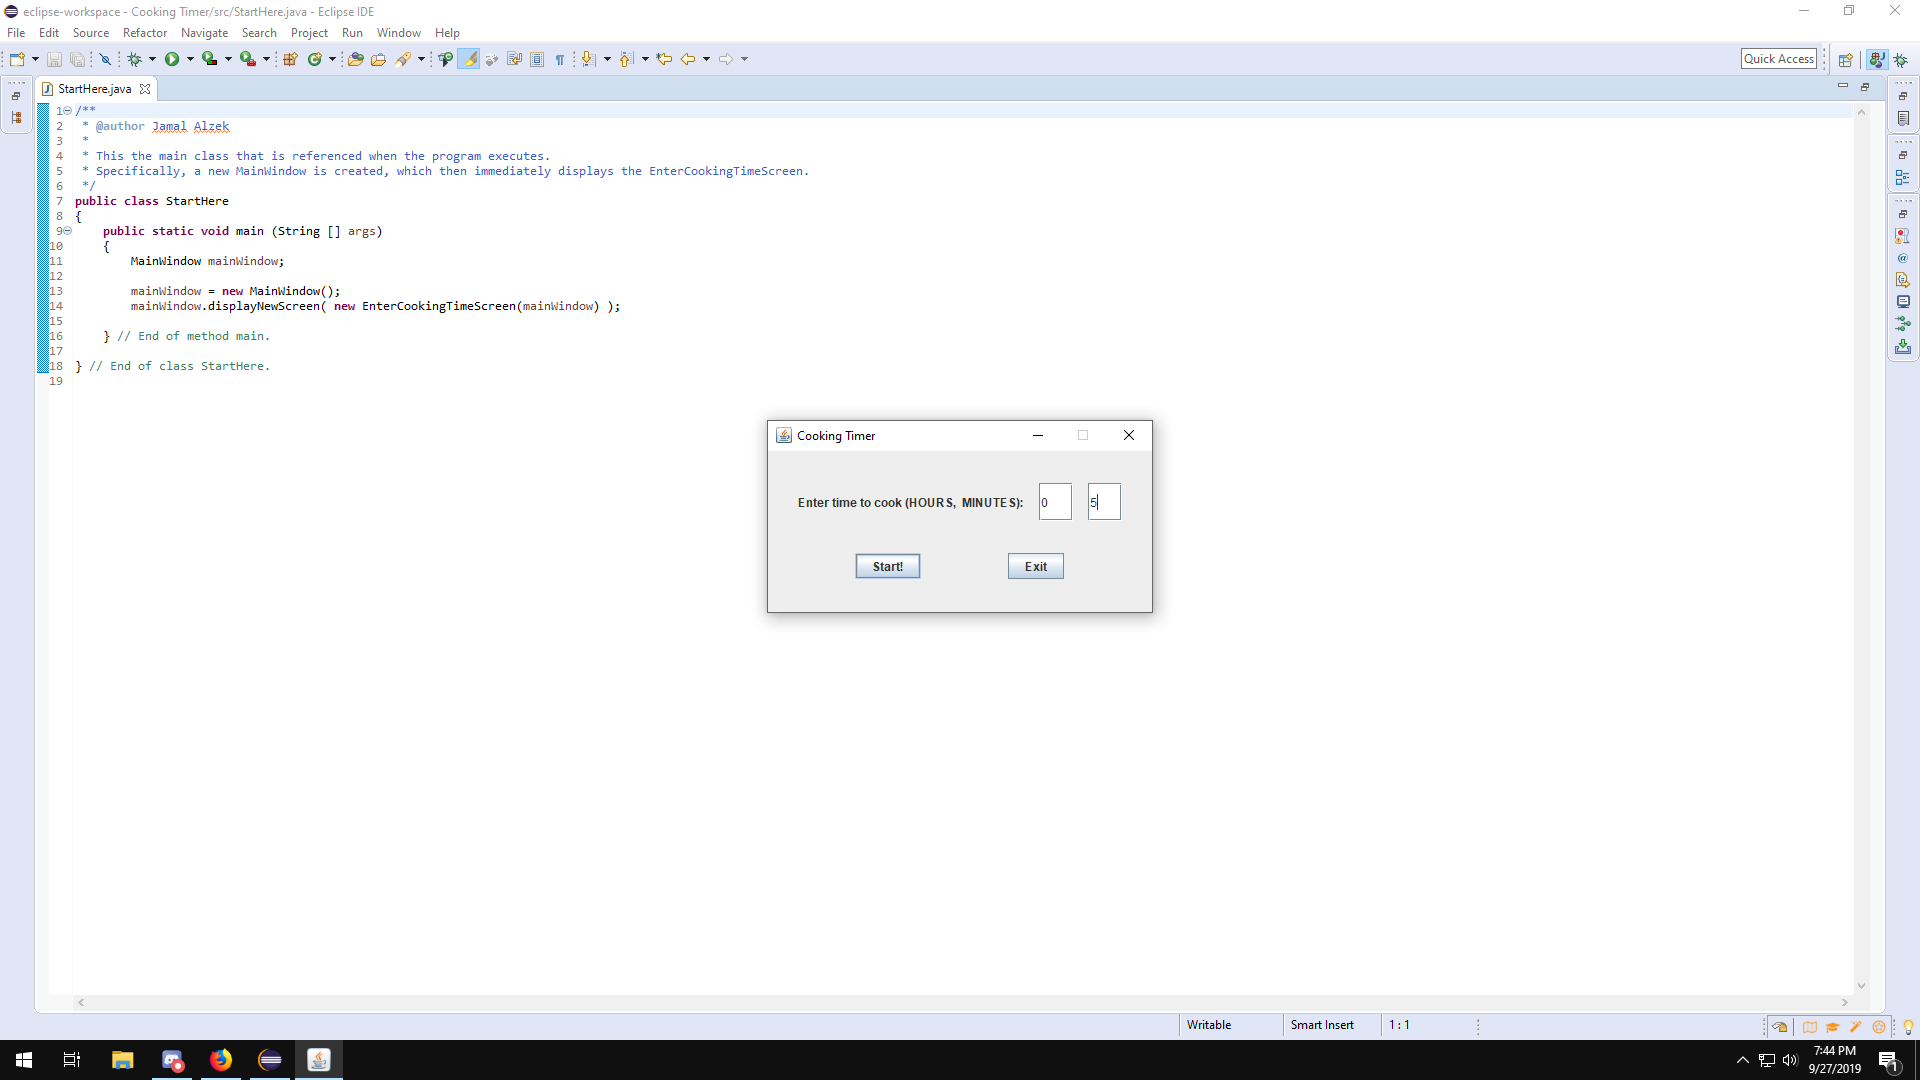 eclipse-workspace - Cooking Timer/src/StartHere.java - Eclipse IDE
File Edit Source Refactor Navigate Search Project Run Window Help
Quick Access
StartHere.java
1 /**
2 * @author Jamal Alzek
3 *
4 * This the main class that is referenced when the program executes.
5 * Specifically, a new MainWindow is created, which then immediately displays the EnterCookingTimeScreen.
6 */
7 public class StartHere
8 {
9 public static void main (String [] args)
10 {
11 MainWindow mainWindow;
12
13 mainWindow = new MainWindow();
14 mainWindow.displayNewScreen( new EnterCookingTimeScreen(mainWindow) );
15
16 } // End of method main.
17
18 } // End of class StartHere.
19
Cooking Timer
Enter time to cook (HOURS, MINUTES): 0 5
Start! Exit
Writable Smart Insert 1 : 1
7:44 PM
9/27/2019
1